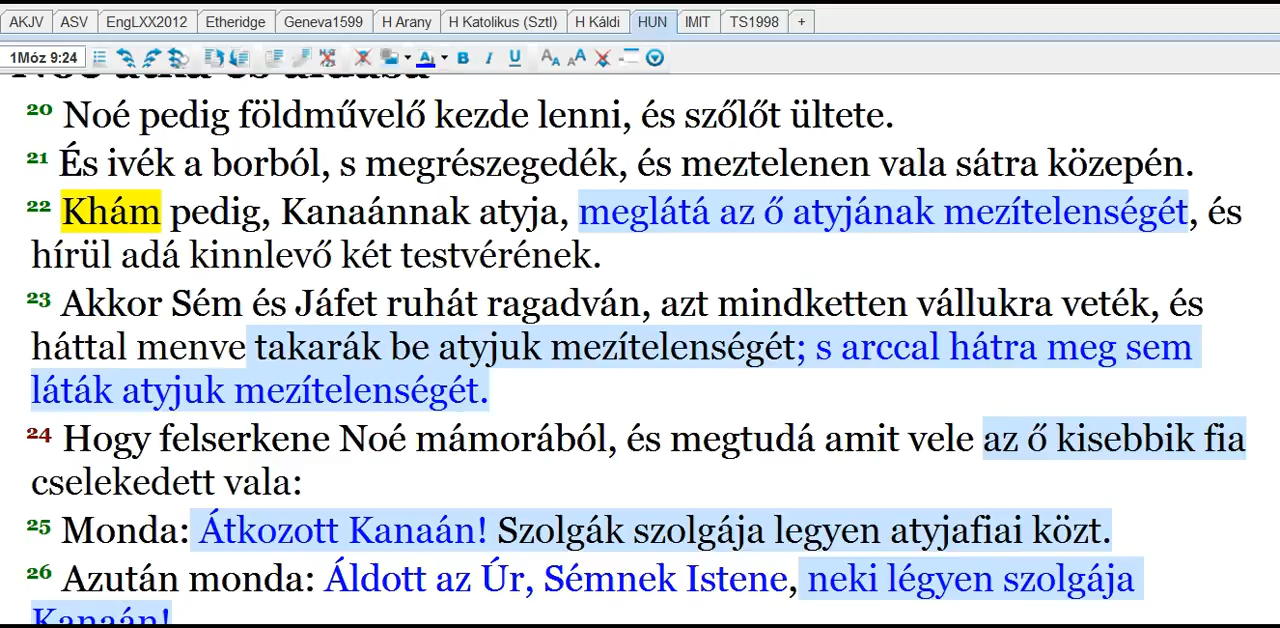 AKJV ASV EngLXX2012 Etheridge Geneva1599 H Arany H Katolikus (Sztl) H Káldi HUN IMIT TS1998 +
1Móz 9:24
Noé átka és áldása
20 Noé pedig földművelő kezde lenni, és szőlőt ültete.
21 És ivék a borból, s megrészegedék, és meztelenen vala sátra közepén.
22 Khám pedig, Kanaánnak atyja, meglátá az ő atyjának mezítelenségét, és
hírül adá kinnlevő két testvérének.
23 Akkor Sém és Jáfet ruhát ragadván, azt mindketten vállukra veték, és
háttal menve takarák be atyjuk mezítelenségét; s arccal hátra meg sem
láták atyjuk mezítelenségét.
24 Hogy felserkene Noé mámorából, és megtudá amit vele az ő kisebbik fia
cselekedett vala:
25 Monda: Átkozott Kanaán! Szolgák szolgája legyen atyjafiai közt.
26 Azután monda: Áldott az Úr, Sémnek Istene, neki légyen szolgája
Kanaán!